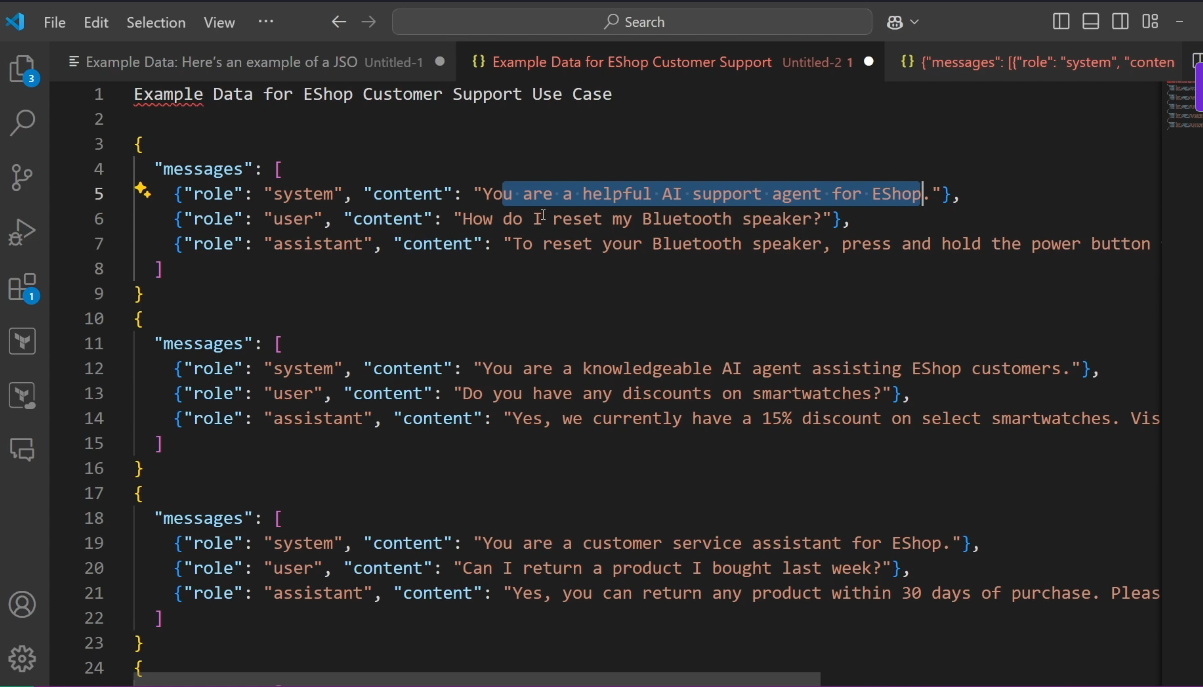 File Edit Selection View ··· Search
Example Data: Here's an example of a JSO Untitled-1 Example Data for EShop Customer Support Untitled-2 1 {"messages": [{"role": "system", "conten
3
1
1 Example Data for EShop Customer Support Use Case
2
3 {
4 "messages": [
5 {"role": "system", "content": "You are a helpful AI support agent for EShop."},
6 {"role": "user", "content": "How do I reset my Bluetooth speaker?"},
7 {"role": "assistant", "content": "To reset your Bluetooth speaker, press and hold the power button
8 ]
9 }
10 {
11 "messages": [
12 {"role": "system", "content": "You are a knowledgeable AI agent assisting EShop customers."},
13 {"role": "user", "content": "Do you have any discounts on smartwatches?"},
14 {"role": "assistant", "content": "Yes, we currently have a 15% discount on select smartwatches. Vis
15 ]
16 }
17 {
18 "messages": [
19 {"role": "system", "content": "You are a customer service assistant for EShop."},
20 {"role": "user", "content": "Can I return a product I bought last week?"},
21 {"role": "assistant", "content": "Yes, you can return any product within 30 days of purchase. Pleas
22 ]
23 }
24 {